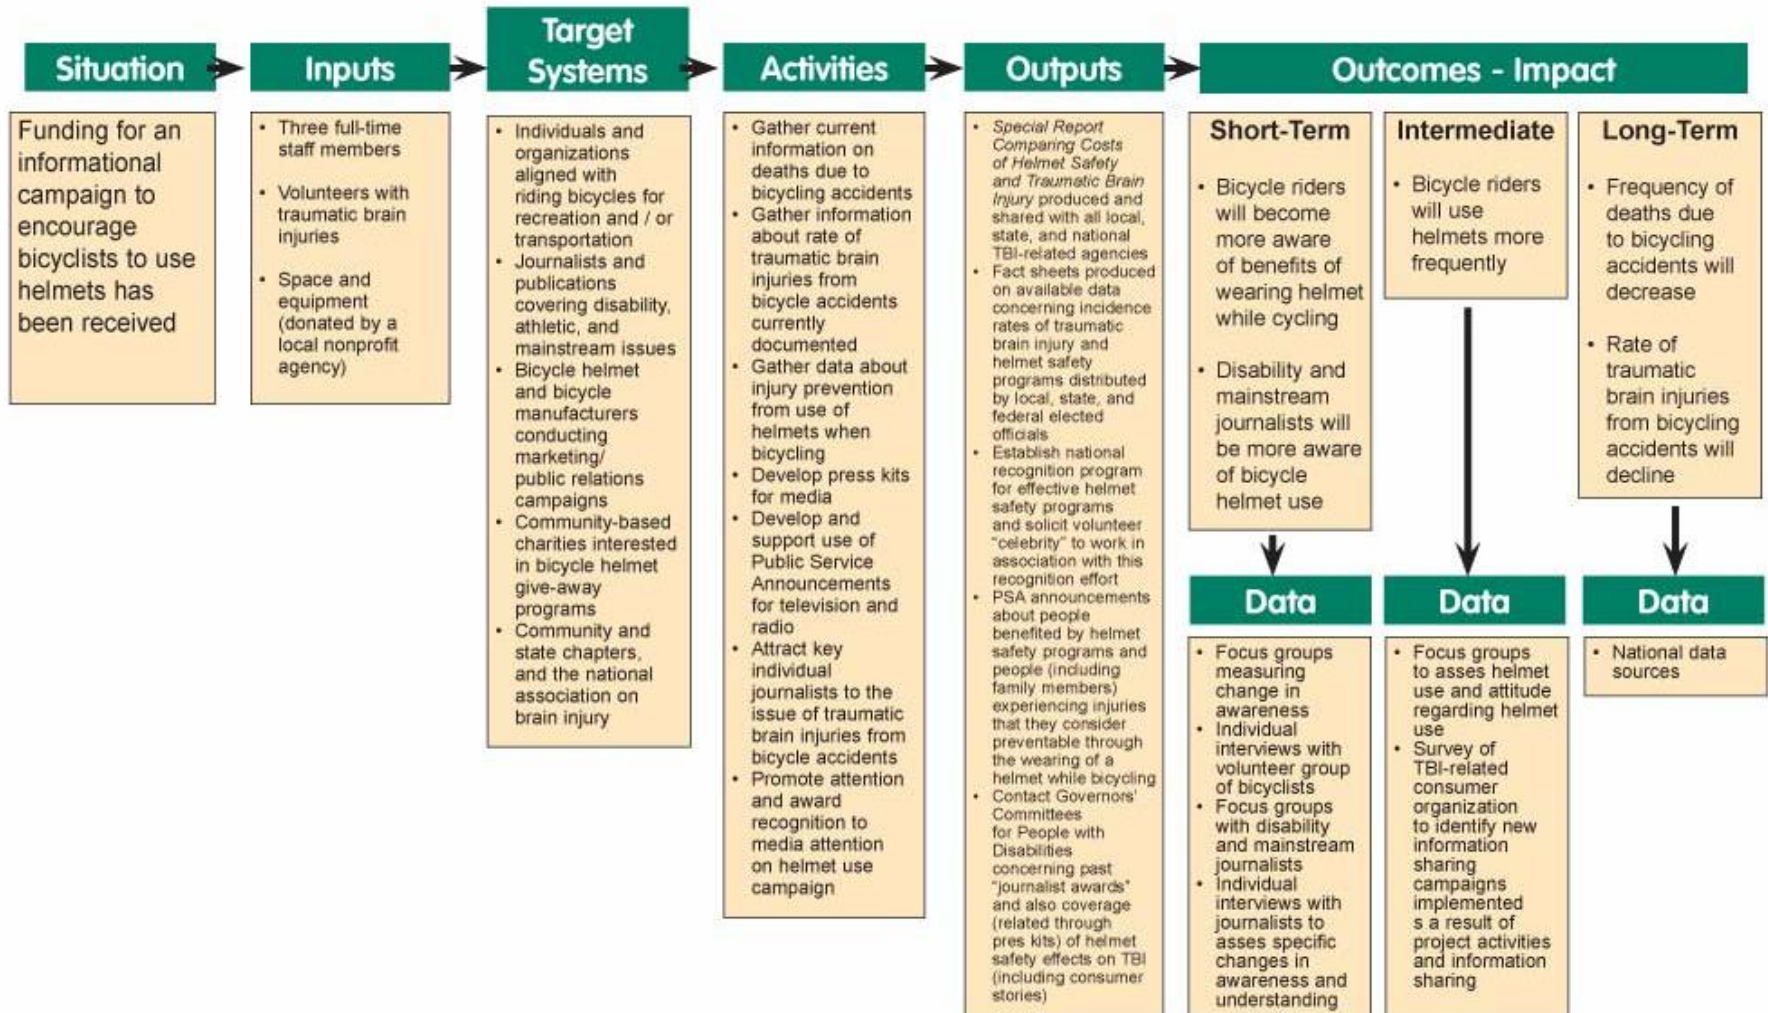 Situation
Funding for an
informational
campaign to
encourage
bicyclists to use
helmets has
been received
Inputs
• Three full-time
staff members
• Volunteers with
traumatic brain
injuries
• Space and
equipment
(donated by a
local nonprofit
agency)
Target
Systems
• Individuals and
organizations
aligned with
riding bicycles for
recreation and / or
transportation
• Journalists and
publications
covering disability,
athletic, and
mainstream issues
• Bicycle helmet
and bicycle
manufacturers
conducting
marketing/
public relations
campaigns
• Community-based
charities interested
in bicycle helmet
give-away
programs
• Community and
state chapters,
and the national
association on
brain injury
Activities
• Gather current
information on
deaths due to
bicycling accidents
• Gather information
about rate of
traumatic brain
injuries from
bicycle accidents
currently
documented
• Gather data about
injury prevention
from use of
helmets when
bicycling
• Develop press kits
for media
• Develop and
support use of
Public Service
Announcements
for television and
radio
• Attract key
individual
journalists to the
issue of traumatic
brain injuries from
bicycle accidents
• Promote attention
and award
recognition to
media attention
on helmet use
campaign
Outputs
• Special Report
Comparing Costs
of Helmet Safety
and Traumatic Brain
Injury produced and
shared with all local,
state, and national
TBI-related agencies
• Fact sheets produced
on available data
concerning incidence
rates of traumatic
brain injury and
helmet safety
programs distributed
by local, state, and
federal elected
officials
• Establish national
recognition program
for effective helmet
safety programs
and solicit volunteer
"celebrity" to work in
association with this
recognition effort
• PSA announcements
about people
benefited by helmet
safety programs and
people (including
family members)
experiencing injuries
that they consider
preventable through
the wearing of a
helmet while bicycling
• Contact Governors'
Committees
for People with
Disabilities
concerning past
"journalist awards"
and also coverage
(related through
pres kits) of helmet
safety effects on TBI
(including consumer
stories)
Outcomes - Impact
Short-Term
• Bicycle riders
will become
more aware
of benefits of
wearing helmet
while cycling
• Disability and
mainstream
journalists will
be more aware
of bicycle
helmet use
Data
• Focus groups
measuring
change in
awareness
• Individual
interviews with
volunteer group
of bicyclists
• Focus groups
with disability
and mainstream
journalists
• Individual
interviews with
journalists to
asses specific
changes in
awareness and
understanding
Intermediate
• Bicycle riders
will use
helmets more
frequently
Data
• Focus groups
to asses helmet
use and attitude
regarding helmet
use
• Survey of
TBI-related
consumer
organization
to identify new
information
sharing
campaigns
implemented
s a result of
project activities
and information
sharing
Long-Term
• Frequency of
deaths due
to bicycling
accidents will
decrease
• Rate of
traumatic
brain injuries
from bicycling
accidents will
decline
Data
• National data
sources